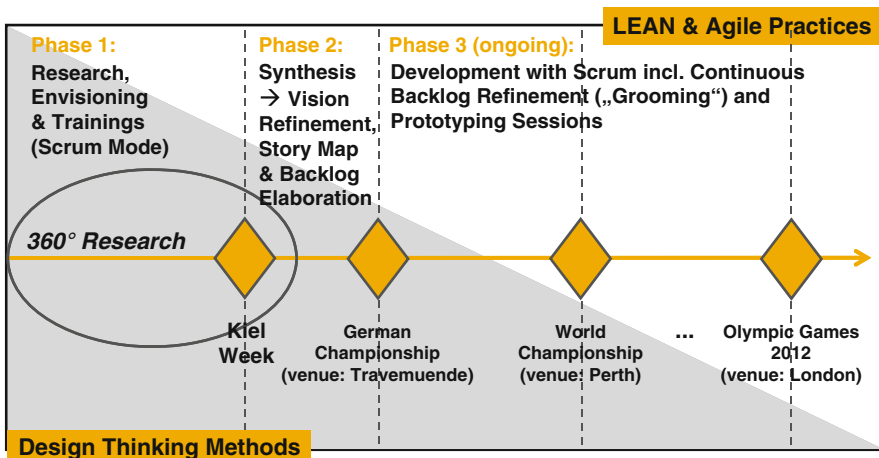 LEAN & Agile Practices
Phase 1:
Research,
Envisioning
& Trainings
(Scrum Mode)
Phase 2:
Synthesis
→ Vision
Refinement,
Story Map
& Backlog
Elaboration
Phase 3 (ongoing):
Development with Scrum incl. Continuous
Backlog Refinement („Grooming“) and
Prototyping Sessions
360° Research
Kiel
Week
German
Championship
(venue: Travemuende)
World
Championship
(venue: Perth)
...
Olympic Games
2012
(venue: London)
Design Thinking Methods